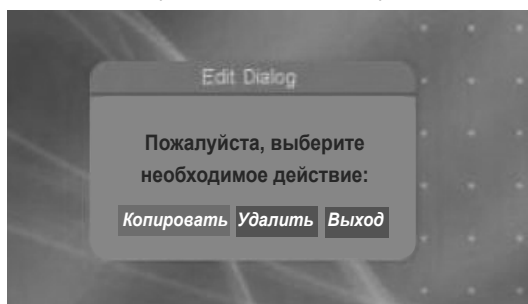 Edit Dialog
Пожалуйста, выберите
необходимое действие:
Копировать Удалить Выход